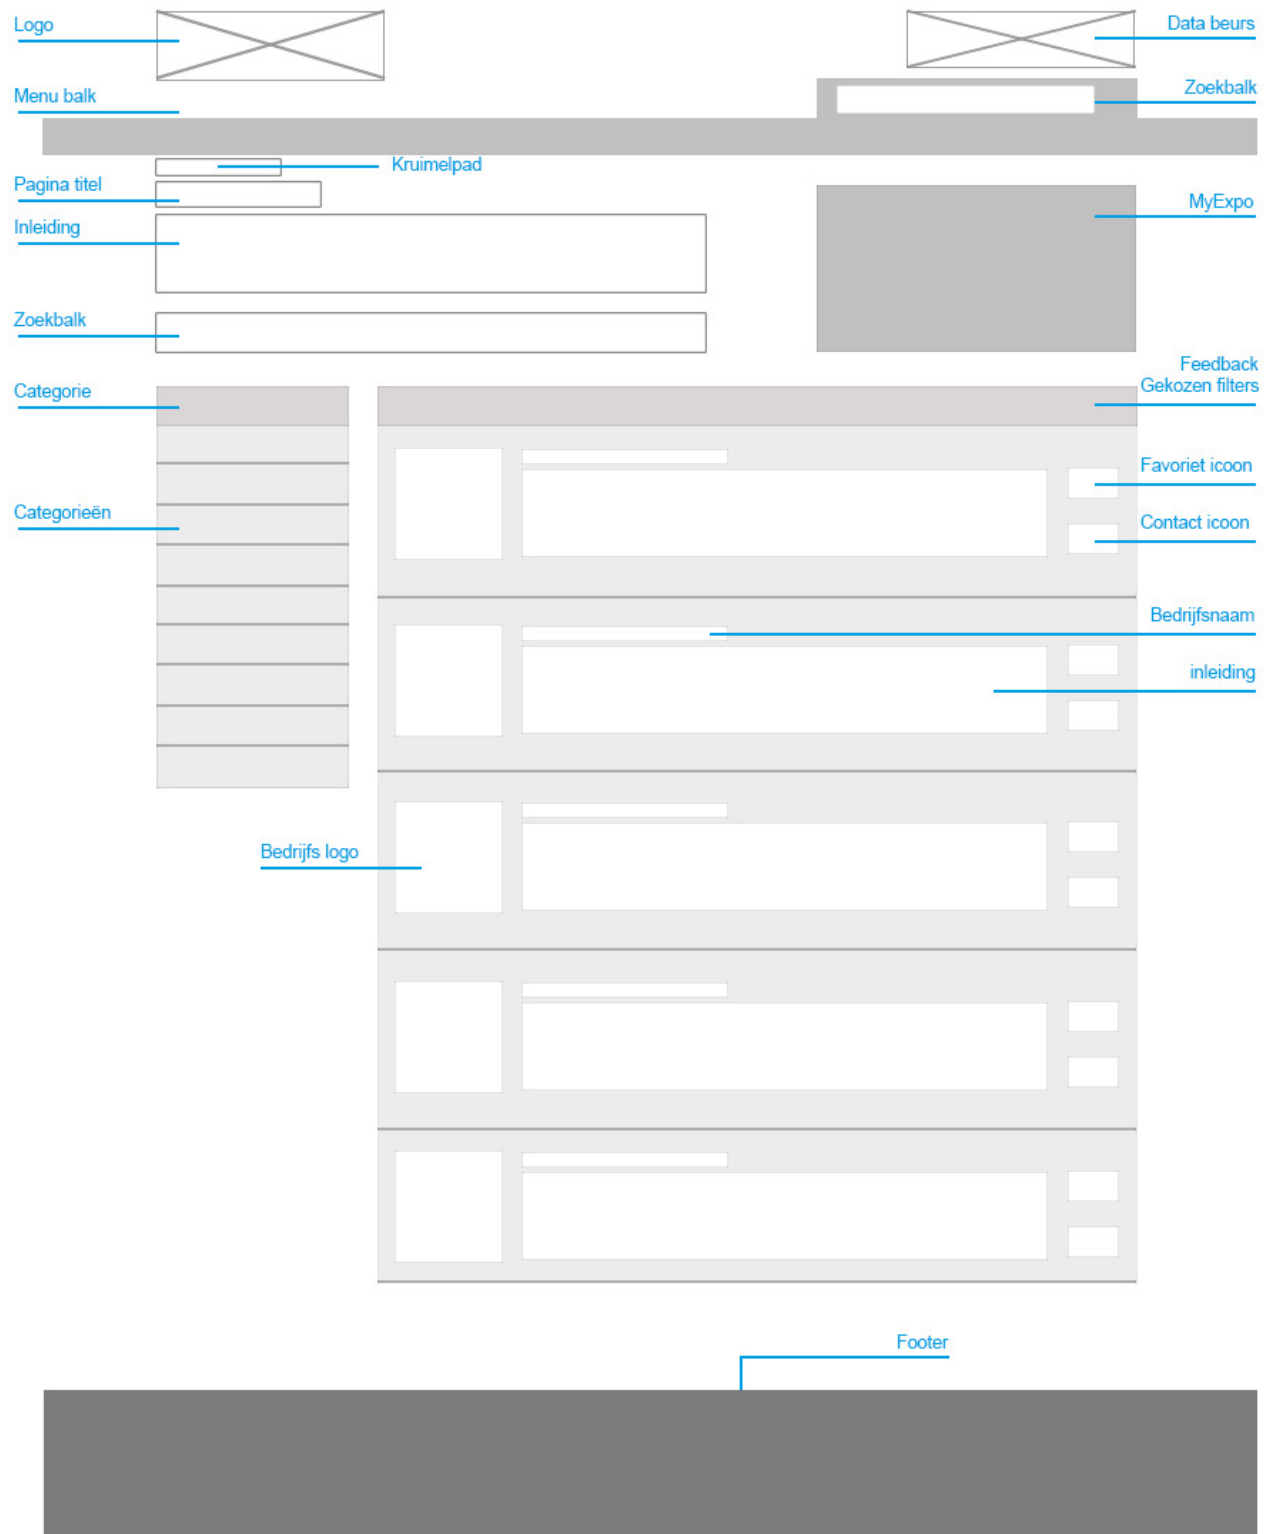 Logo
Data beurs
Menu balk
Zoekbalk
Kruimelpad
Pagina titel
MyExpo
Inleiding
Zoekbalk
Feedback
Gekozen filters
Categorie
Favoriet icoon
Categorieën
Contact icoon
Bedrijfsnaam
inleiding
Bedrijfs logo
Footer